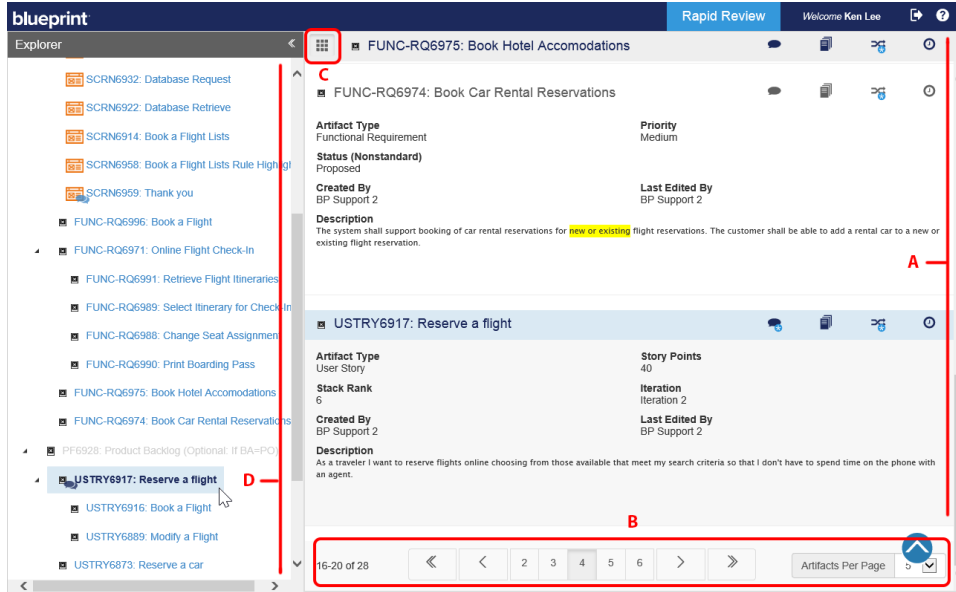 blueprint
Rapid Review
Welcome Ken Lee
Explorer
SCRN6932: Database Request
SCRN6922: Database Retrieve
SCRN6914: Book a Flight Lists
SCRN6958: Book a Flight Lists Rule Highligt
SCRN6959: Thank you
FUNC-RQ6996: Book a Flight
FUNC-RQ6971: Online Flight Check-In
FUNC-RQ6991: Retrieve Flight Itineraries
FUNC-RQ6989: Select Itinerary for Check-In
FUNC-RQ6988: Change Seat Assignment
FUNC-RQ6990: Print Boarding Pass
FUNC-RQ6975: Book Hotel Accomodations
FUNC-RQ6974: Book Car Rental Reservations
PF6928: Product Backlog (Optional: If BA=PO)
USTRY6917: Reserve a flight
D
USTRY6916: Book a Flight
USTRY6889: Modify a Flight
USTRY6873: Reserve a car
FUNC-RQ6975: Book Hotel Accomodations
C
FUNC-RQ6974: Book Car Rental Reservations
Artifact Type
Functional Requirement
Priority
Medium
Status (Nonstandard)
Proposed
Created By
BP Support 2
Last Edited By
BP Support 2
Description
The system shall support booking of car rental reservations for new or existing flight reservations. The customer shall be able to add a rental car to a new or
existing flight reservation.
A
USTRY6917: Reserve a flight
Artifact Type
User Story
Story Points
40
Stack Rank
6
Iteration
Iteration 2
Created By
BP Support 2
Last Edited By
BP Support 2
Description
As a traveler I want to reserve flights online choosing from those available that meet my search criteria so that I don't have to spend time on the phone with
an agent.
B
16-20 of 28
2 3 4 5 6
Artifacts Per Page 5